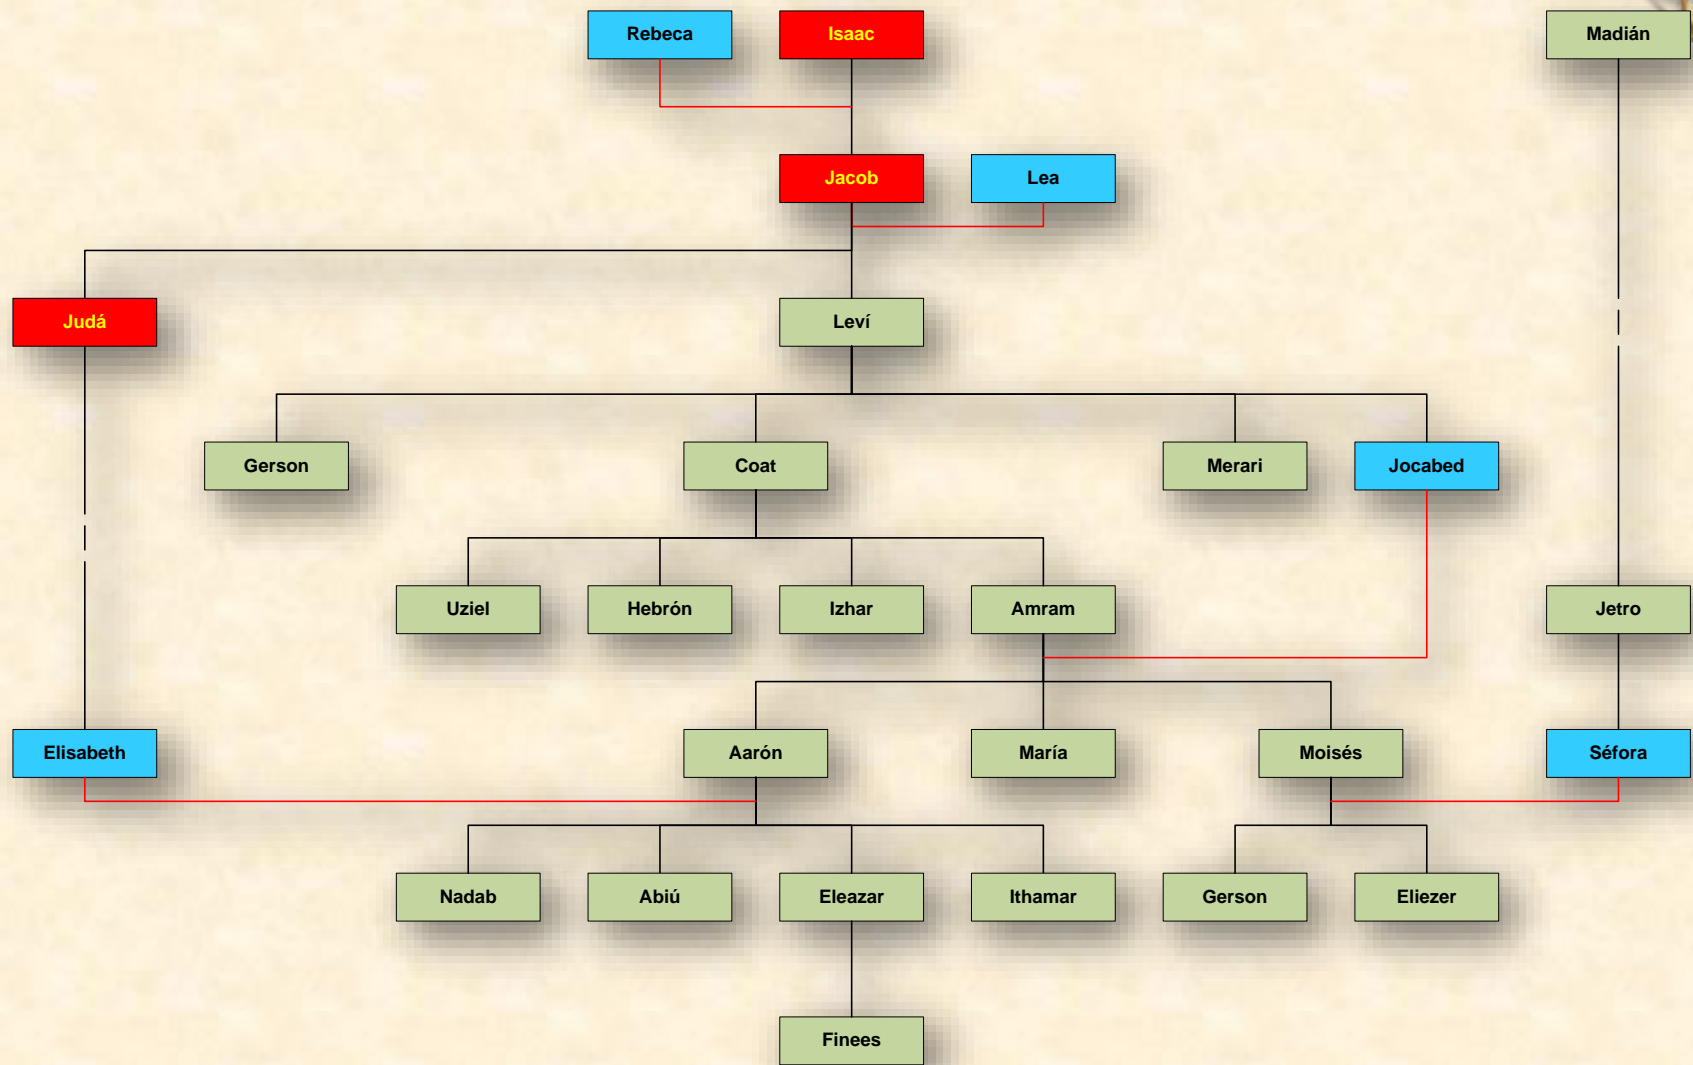 Rebeca
Isaac
Madián
Jacob
Lea
Judá
Leví
Gerson
Coat
Merari
Jocabed
Uziel
Hebrón
Izhar
Amram
Jetro
Elisabeth
Aarón
María
Moisés
Séfora
Nadab
Abiú
Eleazar
Ithamar
Gerson
Eliezer
Finees